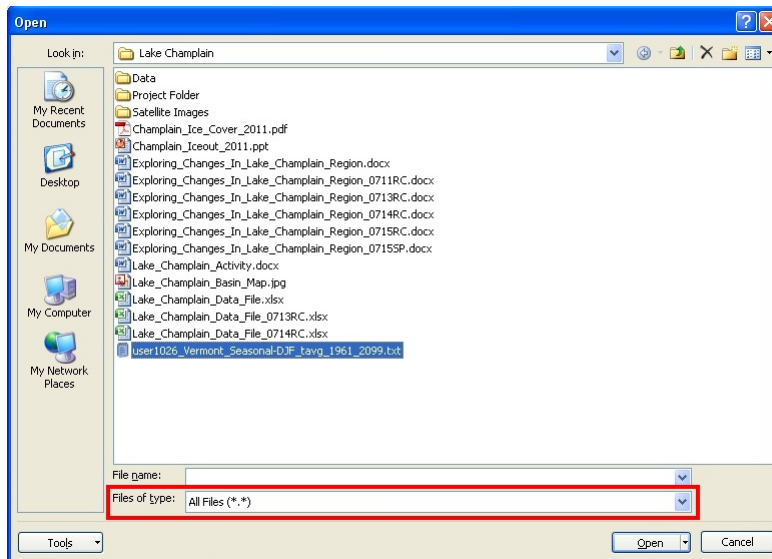 Open
Look in:
Lake Champlain
My Recent
Documents
Desktop
My Documents
My Computer
My Network
Places
Data
Project Folder
Satellite Images
Champlain_Ice_Cover_2011.pdf
Champlain_Iceout_2011.ppt
Exploring_Changes_In_Lake_Champlain_Region.docx
Exploring_Changes_In_Lake_Champlain_Region_0711RC.docx
Exploring_Changes_In_Lake_Champlain_Region_0713RC.docx
Exploring_Changes_In_Lake_Champlain_Region_0714RC.docx
Exploring_Changes_In_Lake_Champlain_Region_0715RC.docx
Exploring_Changes_In_Lake_Champlain_Region_0715SP.docx
Lake_Champlain_Activity.docx
Lake_Champlain_Basin_Map.jpg
Lake_Champlain_Data_File.xlsx
Lake_Champlain_Data_File_0713RC.xlsx
Lake_Champlain_Data_File_0714RC.xlsx
user1026_Vermont_Seasonal-DJF_tavg_1961_2099.txt
File name:
Files of type:
All Files (*.*)
Tools
Open
Cancel